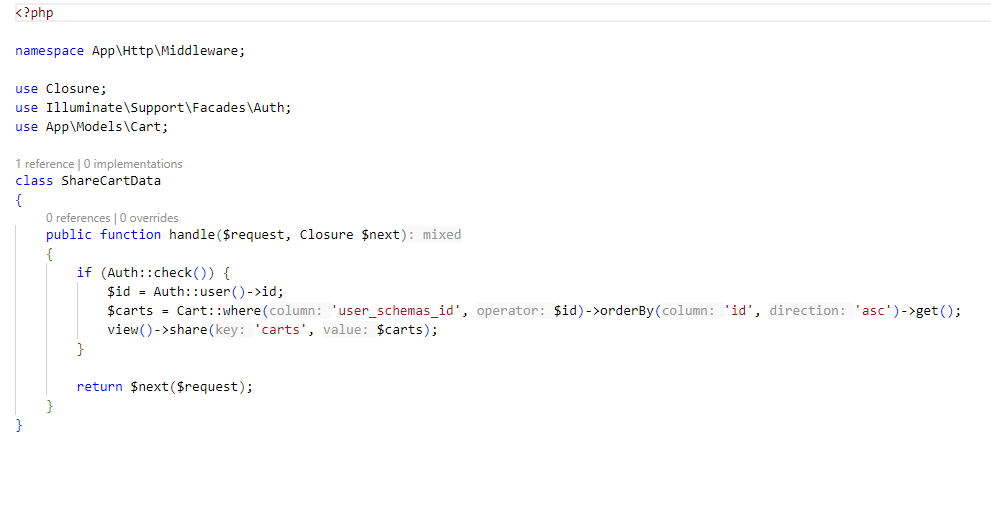 <?php
namespace App\Http\Middleware;
use Closure;
use Illuminate\Support\Facades\Auth;
use App\Models\Cart;
1 reference | 0 implementations
class ShareCartData
{
0 references | 0 overrides
public function handle($request, Closure $next): mixed
{
if (Auth::check()) {
$id = Auth::user()->id;
$carts = Cart::where(column: 'user_schemas_id', operator: $id)->orderBy(column: 'id', direction: 'asc')->get();
view()->share(key: 'carts', value: $carts);
}
return $next($request);
}
}